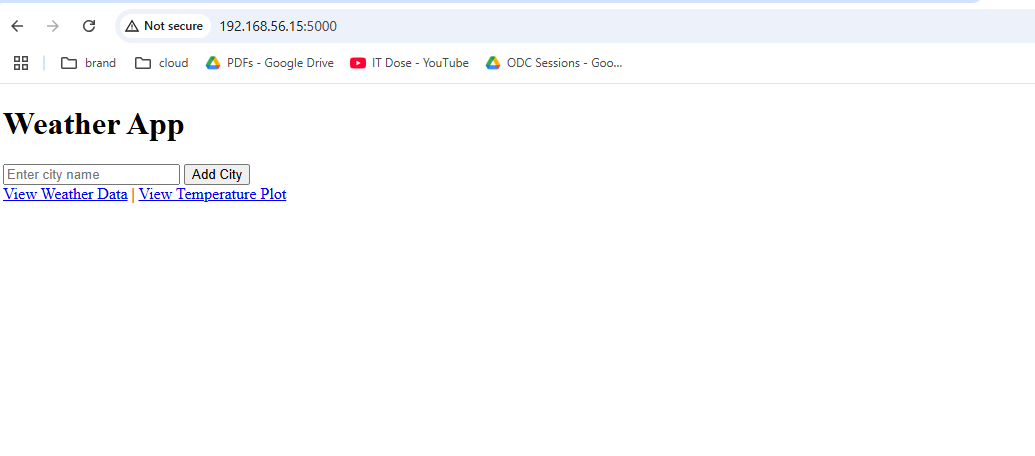 Not secure 192.168.56.15:5000
brand cloud PDFs - Google Drive IT Dose - YouTube ODC Sessions - Goo...
Weather App
Enter city name Add City
View Weather Data | View Temperature Plot